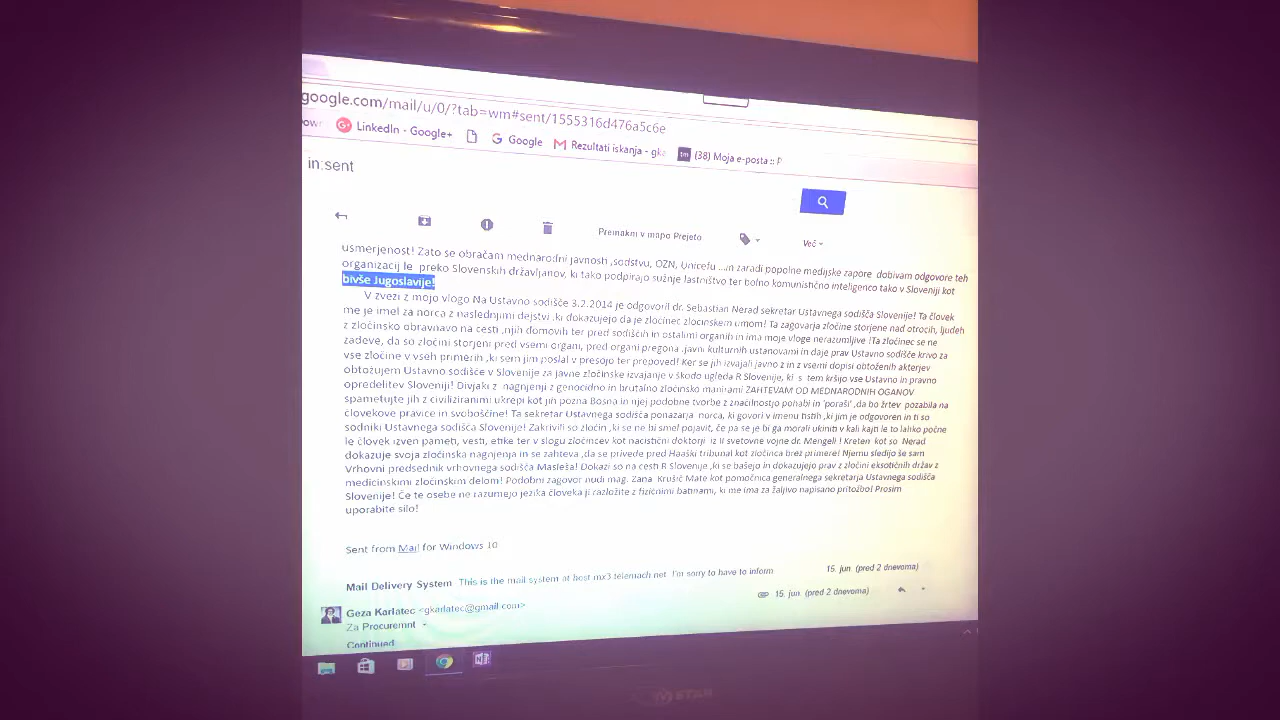 google.com/mail/u/0/?tab=wm#sent/1555316d476a5c6e
LinkedIn - Google+ Google Rezultati iskanja - gka (38) Moja e-posta :: P
in:sent
Premakni v mapo Prejeto Več
usmerjenost! Zato se obračam mednarodni javnosti ,sodstvu, OZN, Unicefu ...in zaradi popolne medijske zapore dobivam odgovore teh
organizacij le preko Slovenskih državljanov, ki tako podpirajo sužnje lastništvo ter bolno komunistično inteligenco tako v Sloveniji kot
bivše Jugoslavije!
V zvezi z mojo vlogo Na Ustavno sodišče 3.2.2014 je odgovoril dr. Sebastian Nerad sekretar Ustavnega sodišča Slovenije! Ta človek
me je imel za norca z naslednjimi dejstvi ,ki dokazujejo da je zločinec zločinskem umom! Ta zagovarja zločine storjene nad otroci, ljudeh
z zločinsko obravnavo na cesti ,njih domovih ter pred sodišči in ostalimi organih in ima moje vloge nerazumljive !Ta zločinec se ne
zadeve, da so zločini storjeni pred vsemi organi, pred organi pregona ,javni kulturnih ustanovami in daje prav Ustavno sodišče krivo za
vse zločine v vseh primerih ,ki sem jim poslal v presojo ter prepoved! Ker se jih izvajali javno z in z vsemi dopisi obtoženih akterjev
obtožujem Ustavno sodišče v Slovenije za javne zločinske izvajanje v škodo ugleda R Slovenije, ki s tem kršijo vse Ustavno in pravno
opredelitev Sloveniji! Divjaki z nagnjenji z genocidno in brutalno zločinsko manirami ZAHTEVAM OD MEDNARODNIH OGANOV
spametujte jih z civiliziranimi ukrepi kot jih pozna Bosna in njej podobne tvorbe z značilnostjo pohabi in 'poraši' ,da bo žrtev pozabila na
človekove pravice in svoboščine! Ta sekretar Ustavnega sodišča ponazarja norca, ki govori v imenu tistih ,ki jim je odgovoren in ti so
sodniki Ustavnega sodišča Slovenije! Zakrivili so zločin ,ki se ne bi smel pojavit, če pa se je bi ga morali ukiniti v kali kajti le to lahko počne
le človek izven pameti, vesti, etike ter v slogu zločincev kot nacistični doktorji iz II svetovne vojne dr. Mengeli ! Kreten kot so Nerad
dokazuje svoja zločinska nagnjenja in se zahteva ,da se privede pred Haaški tribunal kot zločinca brez primere! Njemu sledijo še sam
Vrhovni predsednik vrhovnega sodišča Masleša! Dokazi so na cesti R Slovenije ,ki se bašejo in dokazujejo prav z zločini eksotičnih držav z
medicinskimi zločinskim delom! Podobni zagovor nudi mag. Zana Krušič Mate kot pomočnica generalnega sekretarja Ustavnega sodišča
Slovenije! Če te osebe ne razumejo jezika človeka ji razložite z fizičnimi batinami, ki me ima za žaljivo napisano pritožbo! Prosim
uporabite silo!
Sent from Mail for Windows 10
Mail Delivery System This is the mail system at host mx3.telemach.net. I'm sorry to have to inform 15. jun. (pred 2 dnevoma)
Geza Karlatec <gkarlatec@gmail.com> 15. jun. (pred 2 dnevoma)
Za Procuremnt
Continued